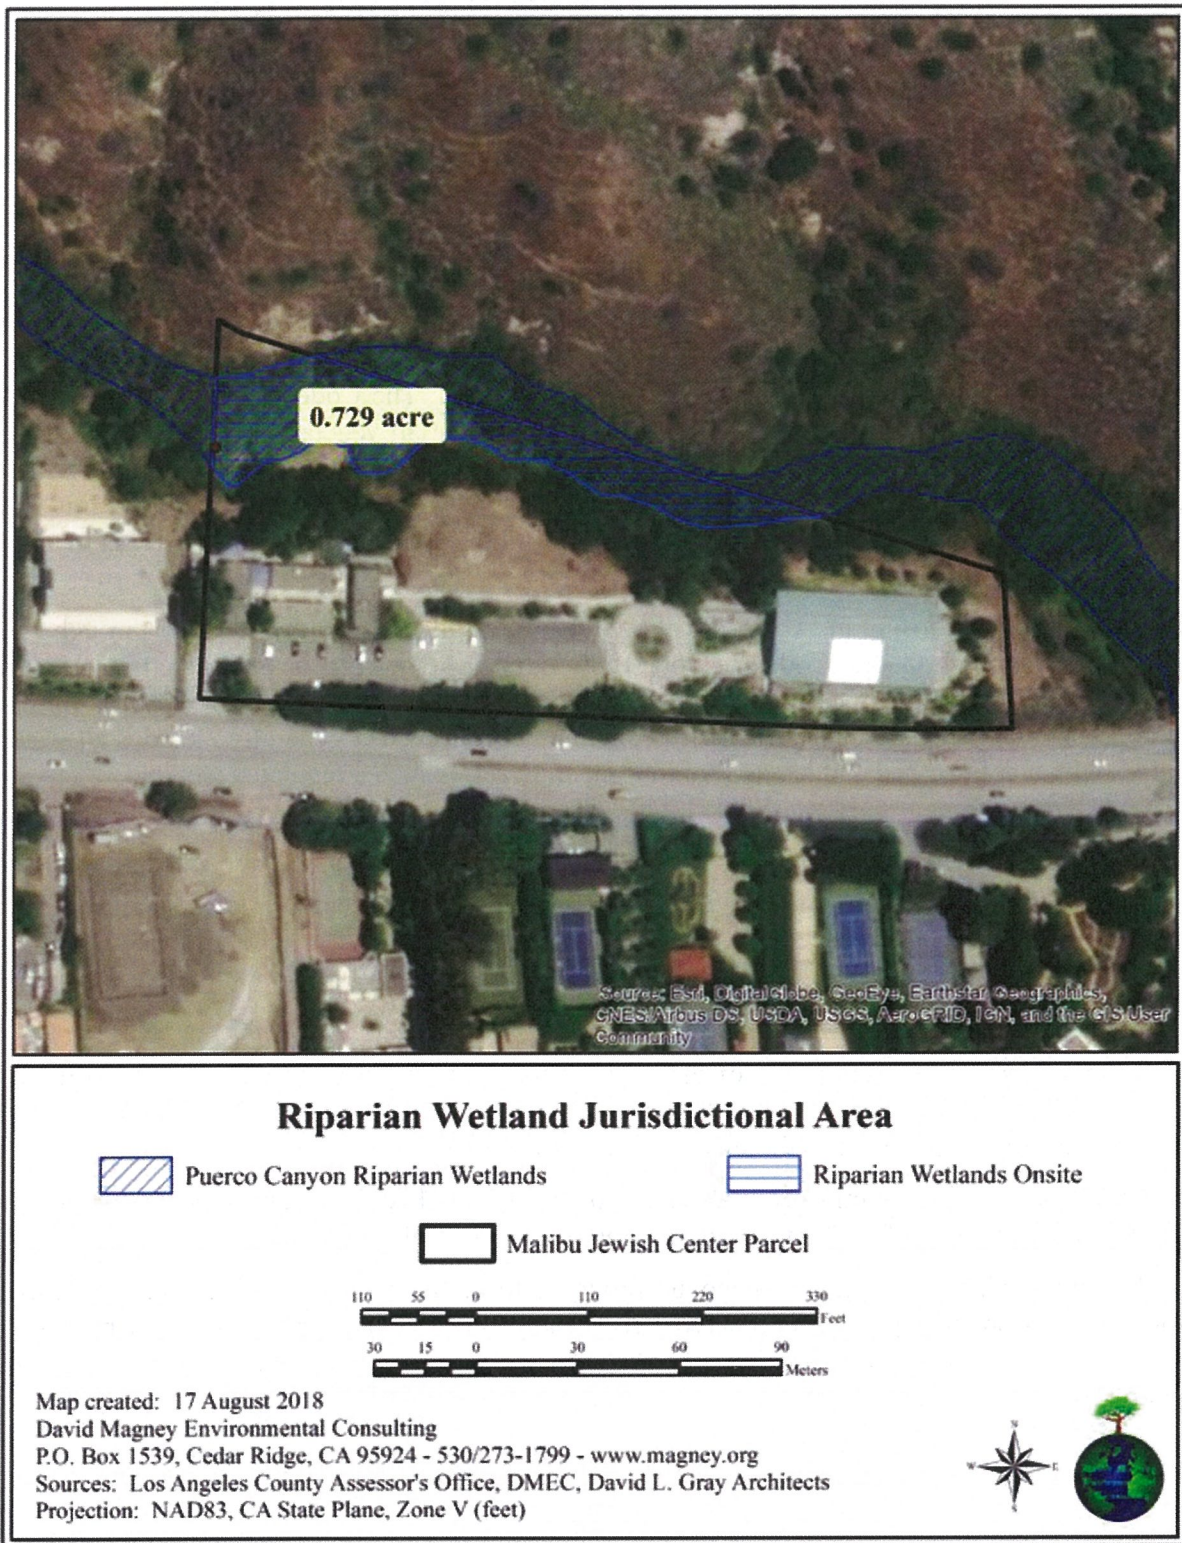 0.729 acre
Source: Esri, DigitalGlobe, GeoEye, Earthstar Geographics,
CNES/Airbus DS, USDA, USGS, AeroGRID, IGN, and the GIS User
Community
Riparian Wetland Jurisdictional Area
Puerco Canyon Riparian Wetlands
Riparian Wetlands Onsite
Malibu Jewish Center Parcel
110 55 0 110 220 330
Feet
30 15 0 30 60 90
Meters
Map created: 17 August 2018
David Magney Environmental Consulting
P.O. Box 1539, Cedar Ridge, CA 95924 - 530/273-1799 - www.magney.org
Sources: Los Angeles County Assessor's Office, DMEC, David L. Gray Architects
Projection: NAD83, CA State Plane, Zone V (feet)
N
W E
S